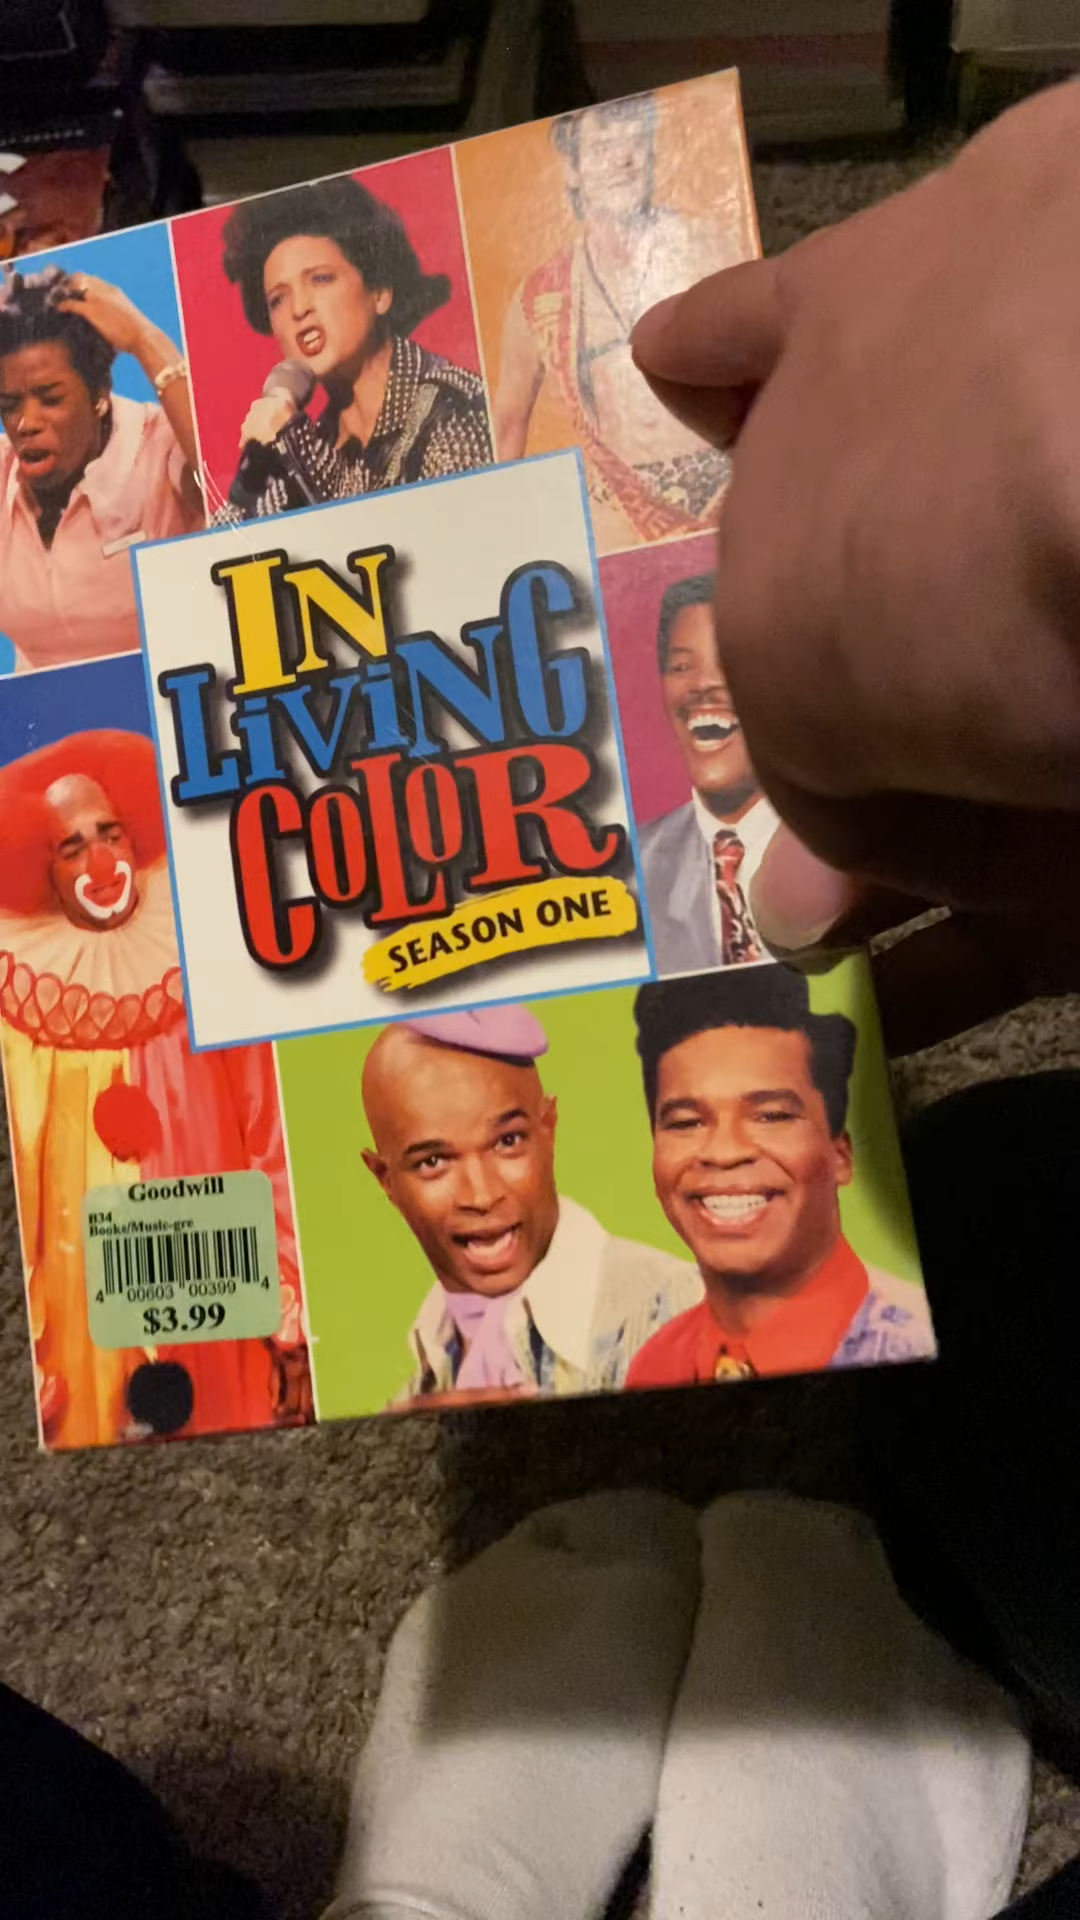 IN
LiViNG
COLOR
SEASON ONE
Goodwill
B34
Books/Music-gre
4 00603 00399 4
$3.99